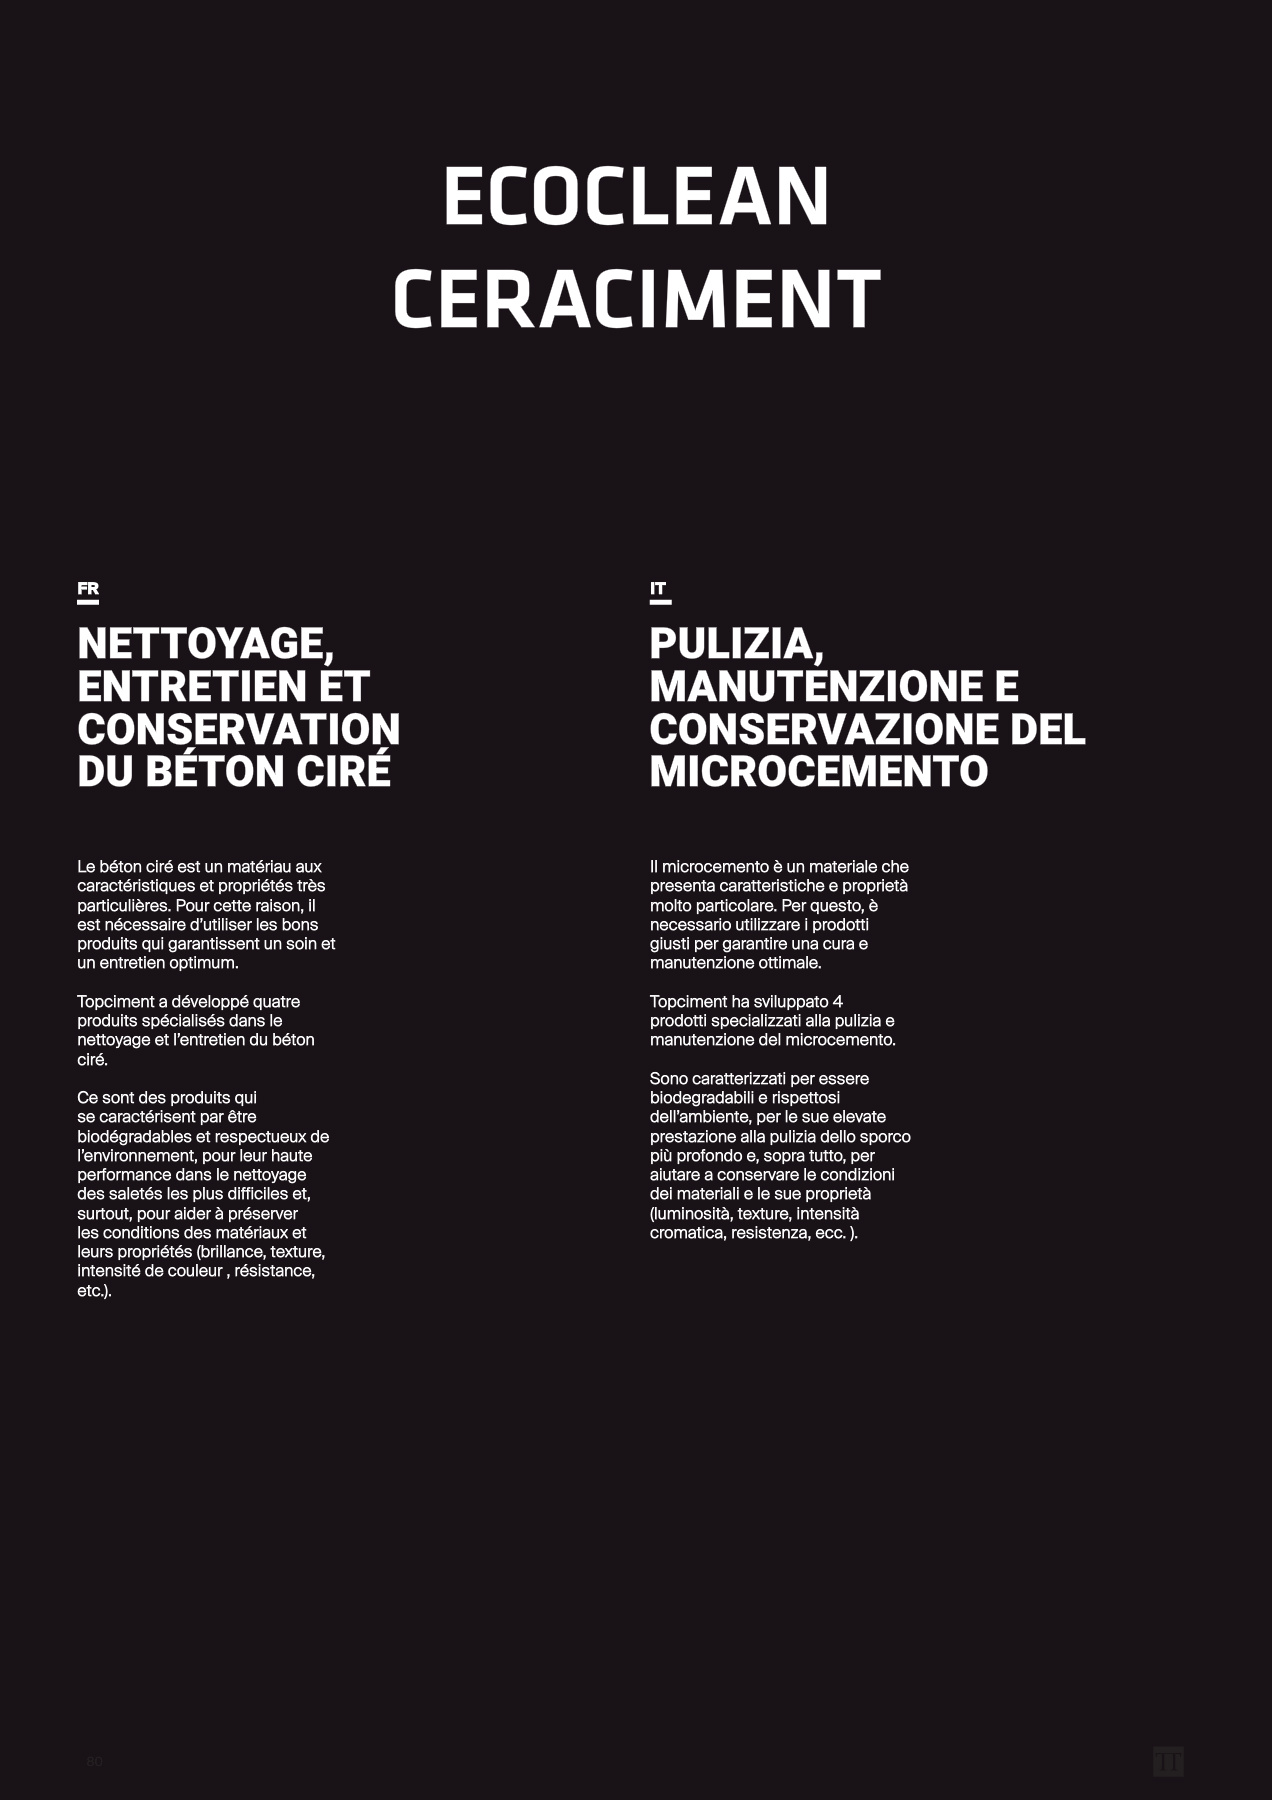 ECOCLEAN
CERACIMENT
FR
NETTOYAGE,
ENTRETIEN ET
CONSERVATION
DU BÉTON CIRÉ
Le béton ciré est un matériau aux
caractéristiques et propriétés très
particulières. Pour cette raison, il
est nécessaire d’utiliser les bons
produits qui garantissent un soin et
un entretien optimum.
Topciment a développé quatre
produits spécialisés dans le
nettoyage et l’entretien du béton
ciré.
Ce sont des produits qui
se caractérisent par être
biodégradables et respectueux de
l’environnement, pour leur haute
performance dans le nettoyage
des saletés les plus difficiles et,
surtout, pour aider à préserver
les conditions des matériaux et
leurs propriétés (brillance, texture,
intensité de couleur , résistance,
etc.).
IT
PULIZIA,
MANUTENZIONE E
CONSERVAZIONE DEL
MICROCEMENTO
Il microcemento è un materiale che
presenta caratteristiche e proprietà
molto particolare. Per questo, è
necessario utilizzare i prodotti
giusti per garantire una cura e
manutenzione ottimale.
Topciment ha sviluppato 4
prodotti specializzati alla pulizia e
manutenzione del microcemento.
Sono caratterizzati per essere
biodegradabili e rispettosi
dell’ambiente, per le sue elevate
prestazione alla pulizia dello sporco
più profondo e, sopra tutto, per
aiutare a conservare le condizioni
dei materiali e le sue proprietà
(luminosità, texture, intensità
cromatica, resistenza, ecc. ).
80